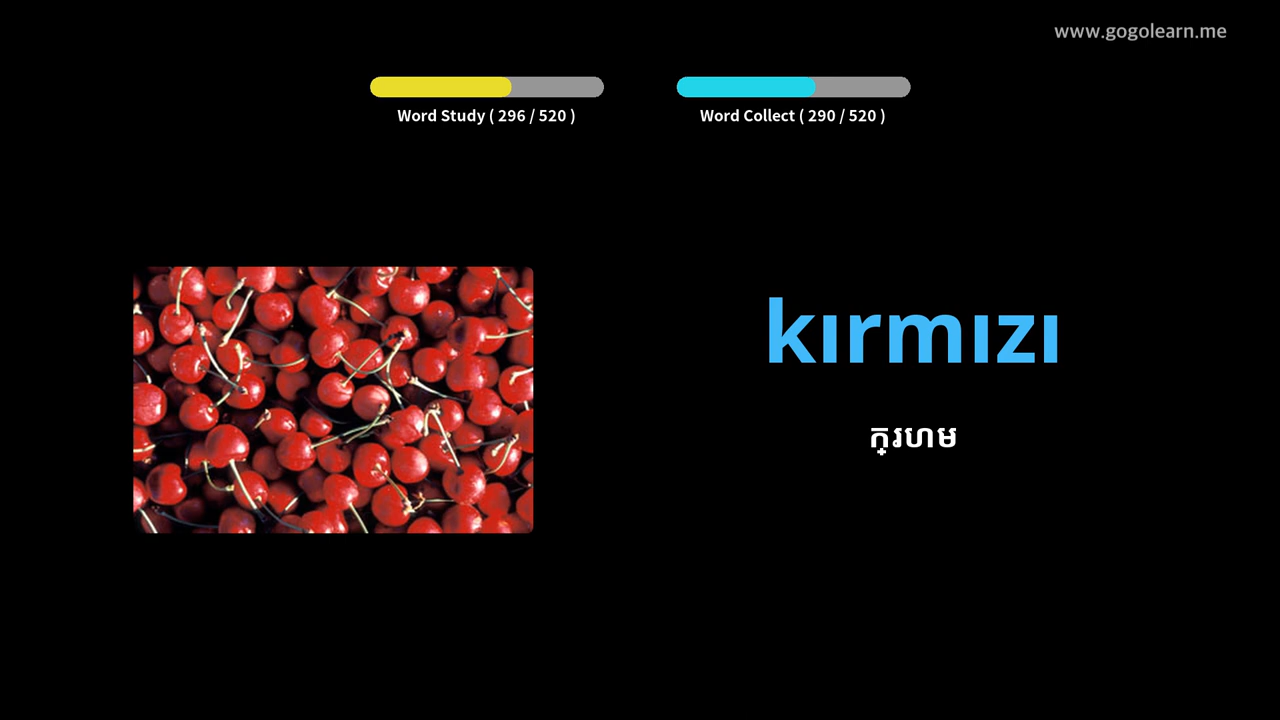 www.gogolearn.me
Word Study ( 296 / 520 )
Word Collect ( 290 / 520 )
kırmızı
ក្រហម